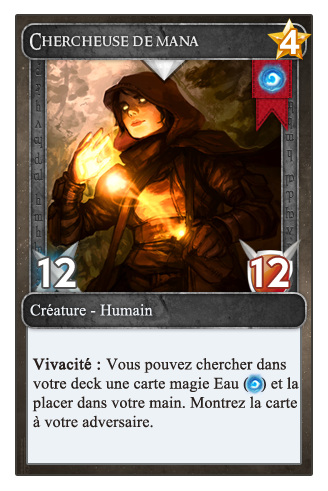 CHERCHEUSE DE MANA
4
12
12
Créature - Humain
Vivacité : Vous pouvez chercher dans
votre deck une carte magie Eau ( ) et la
placer dans votre main. Montrez la carte
à votre adversaire.